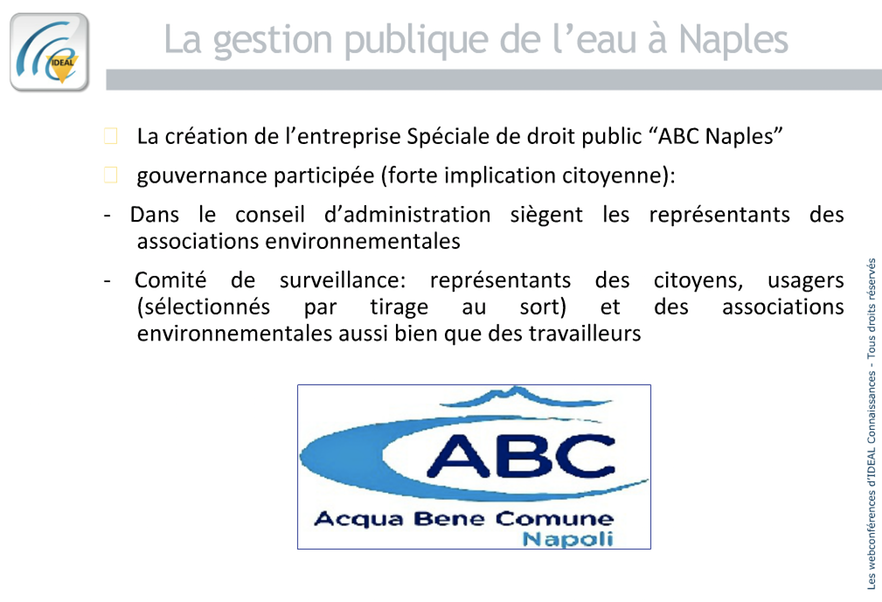 IDEAL
La gestion publique de l’eau à Naples
La création de l’entreprise Spéciale de droit public “ABC Naples”
gouvernance participée (forte implication citoyenne):
- Dans le conseil d’administration siègent les représentants des
associations environnementales
- Comité de surveillance: représentants des citoyens, usagers
(sélectionnés par tirage au sort) et des associations
environnementales aussi bien que des travailleurs
ABC
Acqua Bene Comune
Napoli
Les webconférences d’IDEAL Connaissances - Tous droits réservés